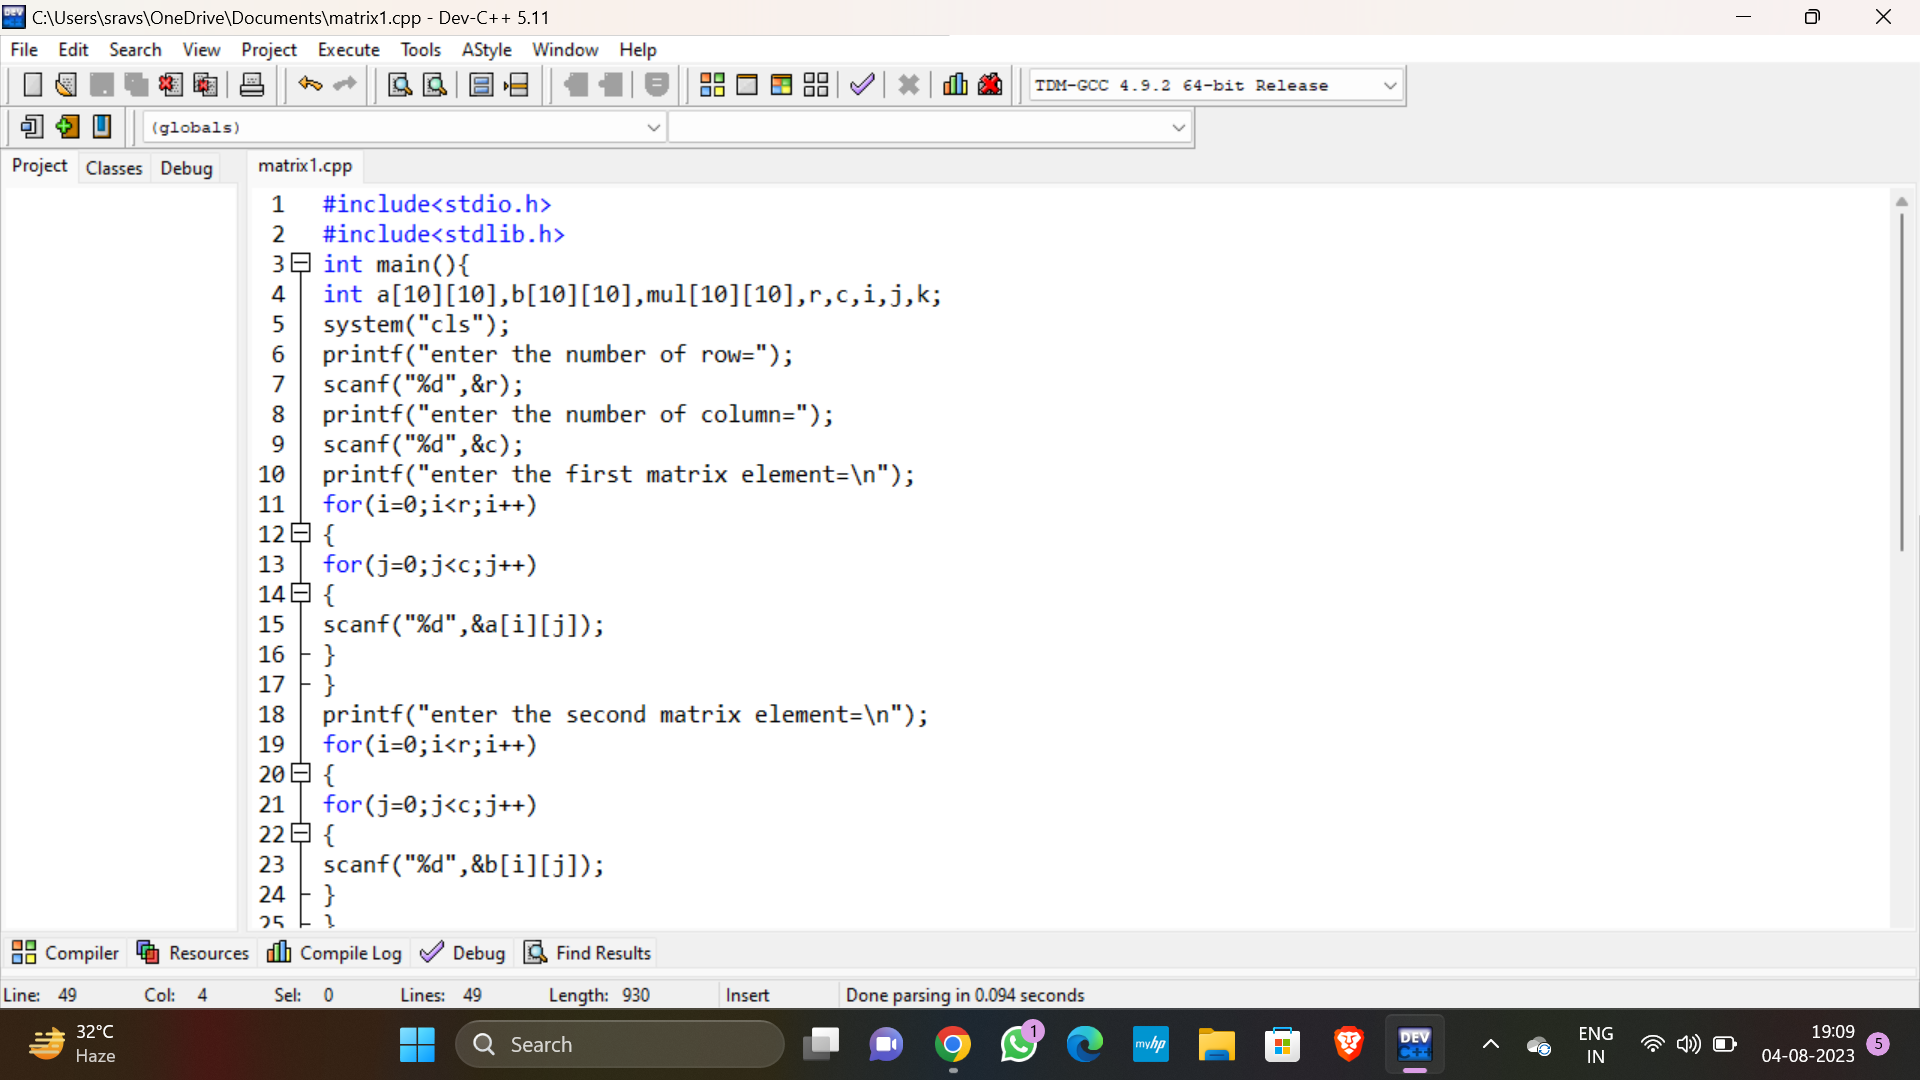 C:\Users\sravs\OneDrive\Documents\matrix1.cpp - Dev-C++ 5.11
File Edit Search View Project Execute Tools AStyle Window Help
TDM-GCC 4.9.2 64-bit Release
(globals)
Project Classes Debug matrix1.cpp
1 #include<stdio.h>
2 #include<stdlib.h>
3 int main(){
4 int a[10][10],b[10][10],mul[10][10],r,c,i,j,k;
5 system("cls");
6 printf("enter the number of row=");
7 scanf("%d",&r);
8 printf("enter the number of column=");
9 scanf("%d",&c);
10 printf("enter the first matrix element=\n");
11 for(i=0;i<r;i++)
12 {
13 for(j=0;j<c;j++)
14 {
15 scanf("%d",&a[i][j]);
16 }
17 }
18 printf("enter the second matrix element=\n");
19 for(i=0;i<r;i++)
20 {
21 for(j=0;j<c;j++)
22 {
23 scanf("%d",&b[i][j]);
24 }
25 }
Compiler Resources Compile Log Debug Find Results
Line: 49 Col: 4 Sel: 0 Lines: 49 Length: 930 Insert Done parsing in 0.094 seconds
32°C
Haze
Search
1
myhp
DEV
C++
ENG
IN
19:09
04-08-2023
5